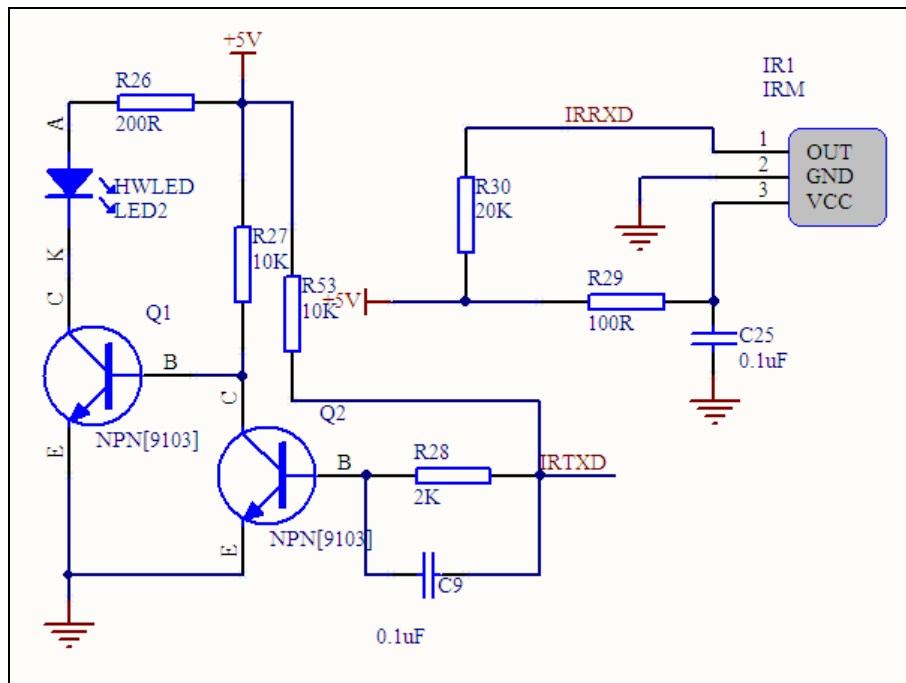 +5V
R26
200R
A
HWLED
LED2
K
C
R27
10K
R53
10K
Q1
B
NPN[9103]
E
C
Q2
B
R28
2K
IRTXD
NPN[9103]
E
C9
0.1uF
IR1
IRM
IRRXD
1
OUT
2
GND
3
VCC
R30
20K
+5V
R29
100R
C25
0.1uF